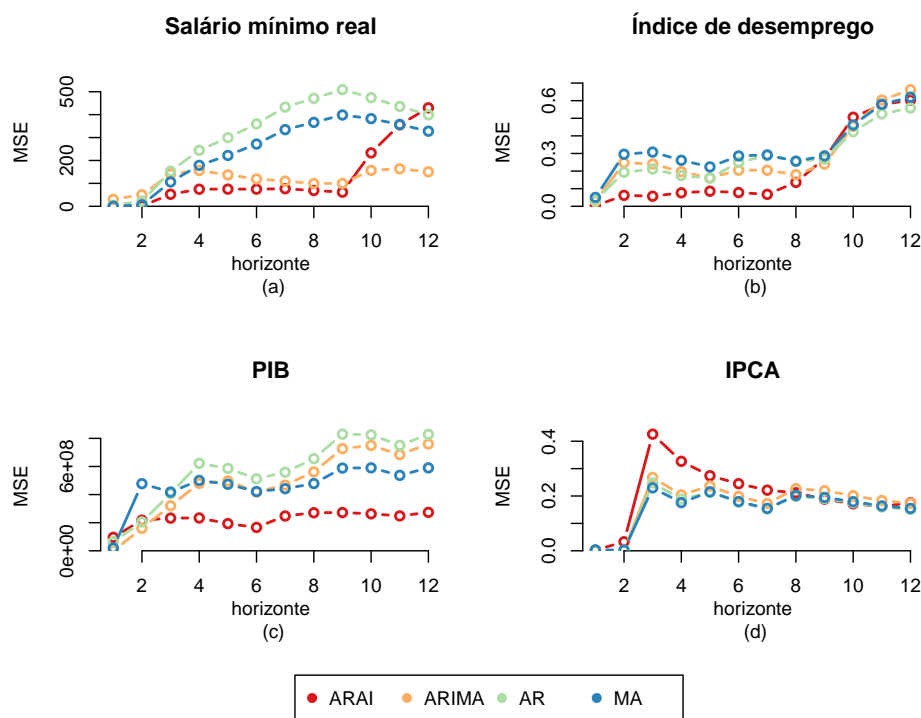 Salário mínimo real
MSE
0
200
500
2
4
6
8
10
12
horizonte
(a)
Índice de desemprego
MSE
0.0
0.3
0.6
2
4
6
8
10
12
horizonte
(b)
PIB
MSE
0e+00
6e+08
2
4
6
8
10
12
horizonte
(c)
IPCA
MSE
0.0
0.2
0.4
2
4
6
8
10
12
horizonte
(d)
ARAI ARIMA AR MA